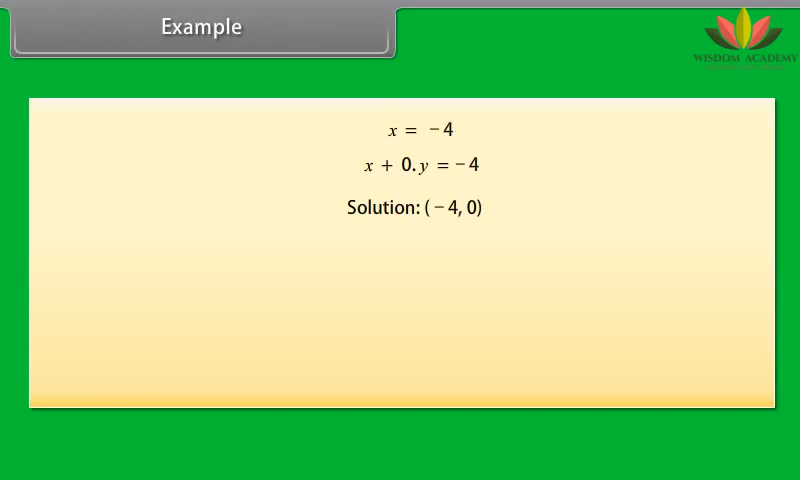 Example
WISDOM ACADEMY
x = −4
x + 0.y = −4
Solution: (−4, 0)